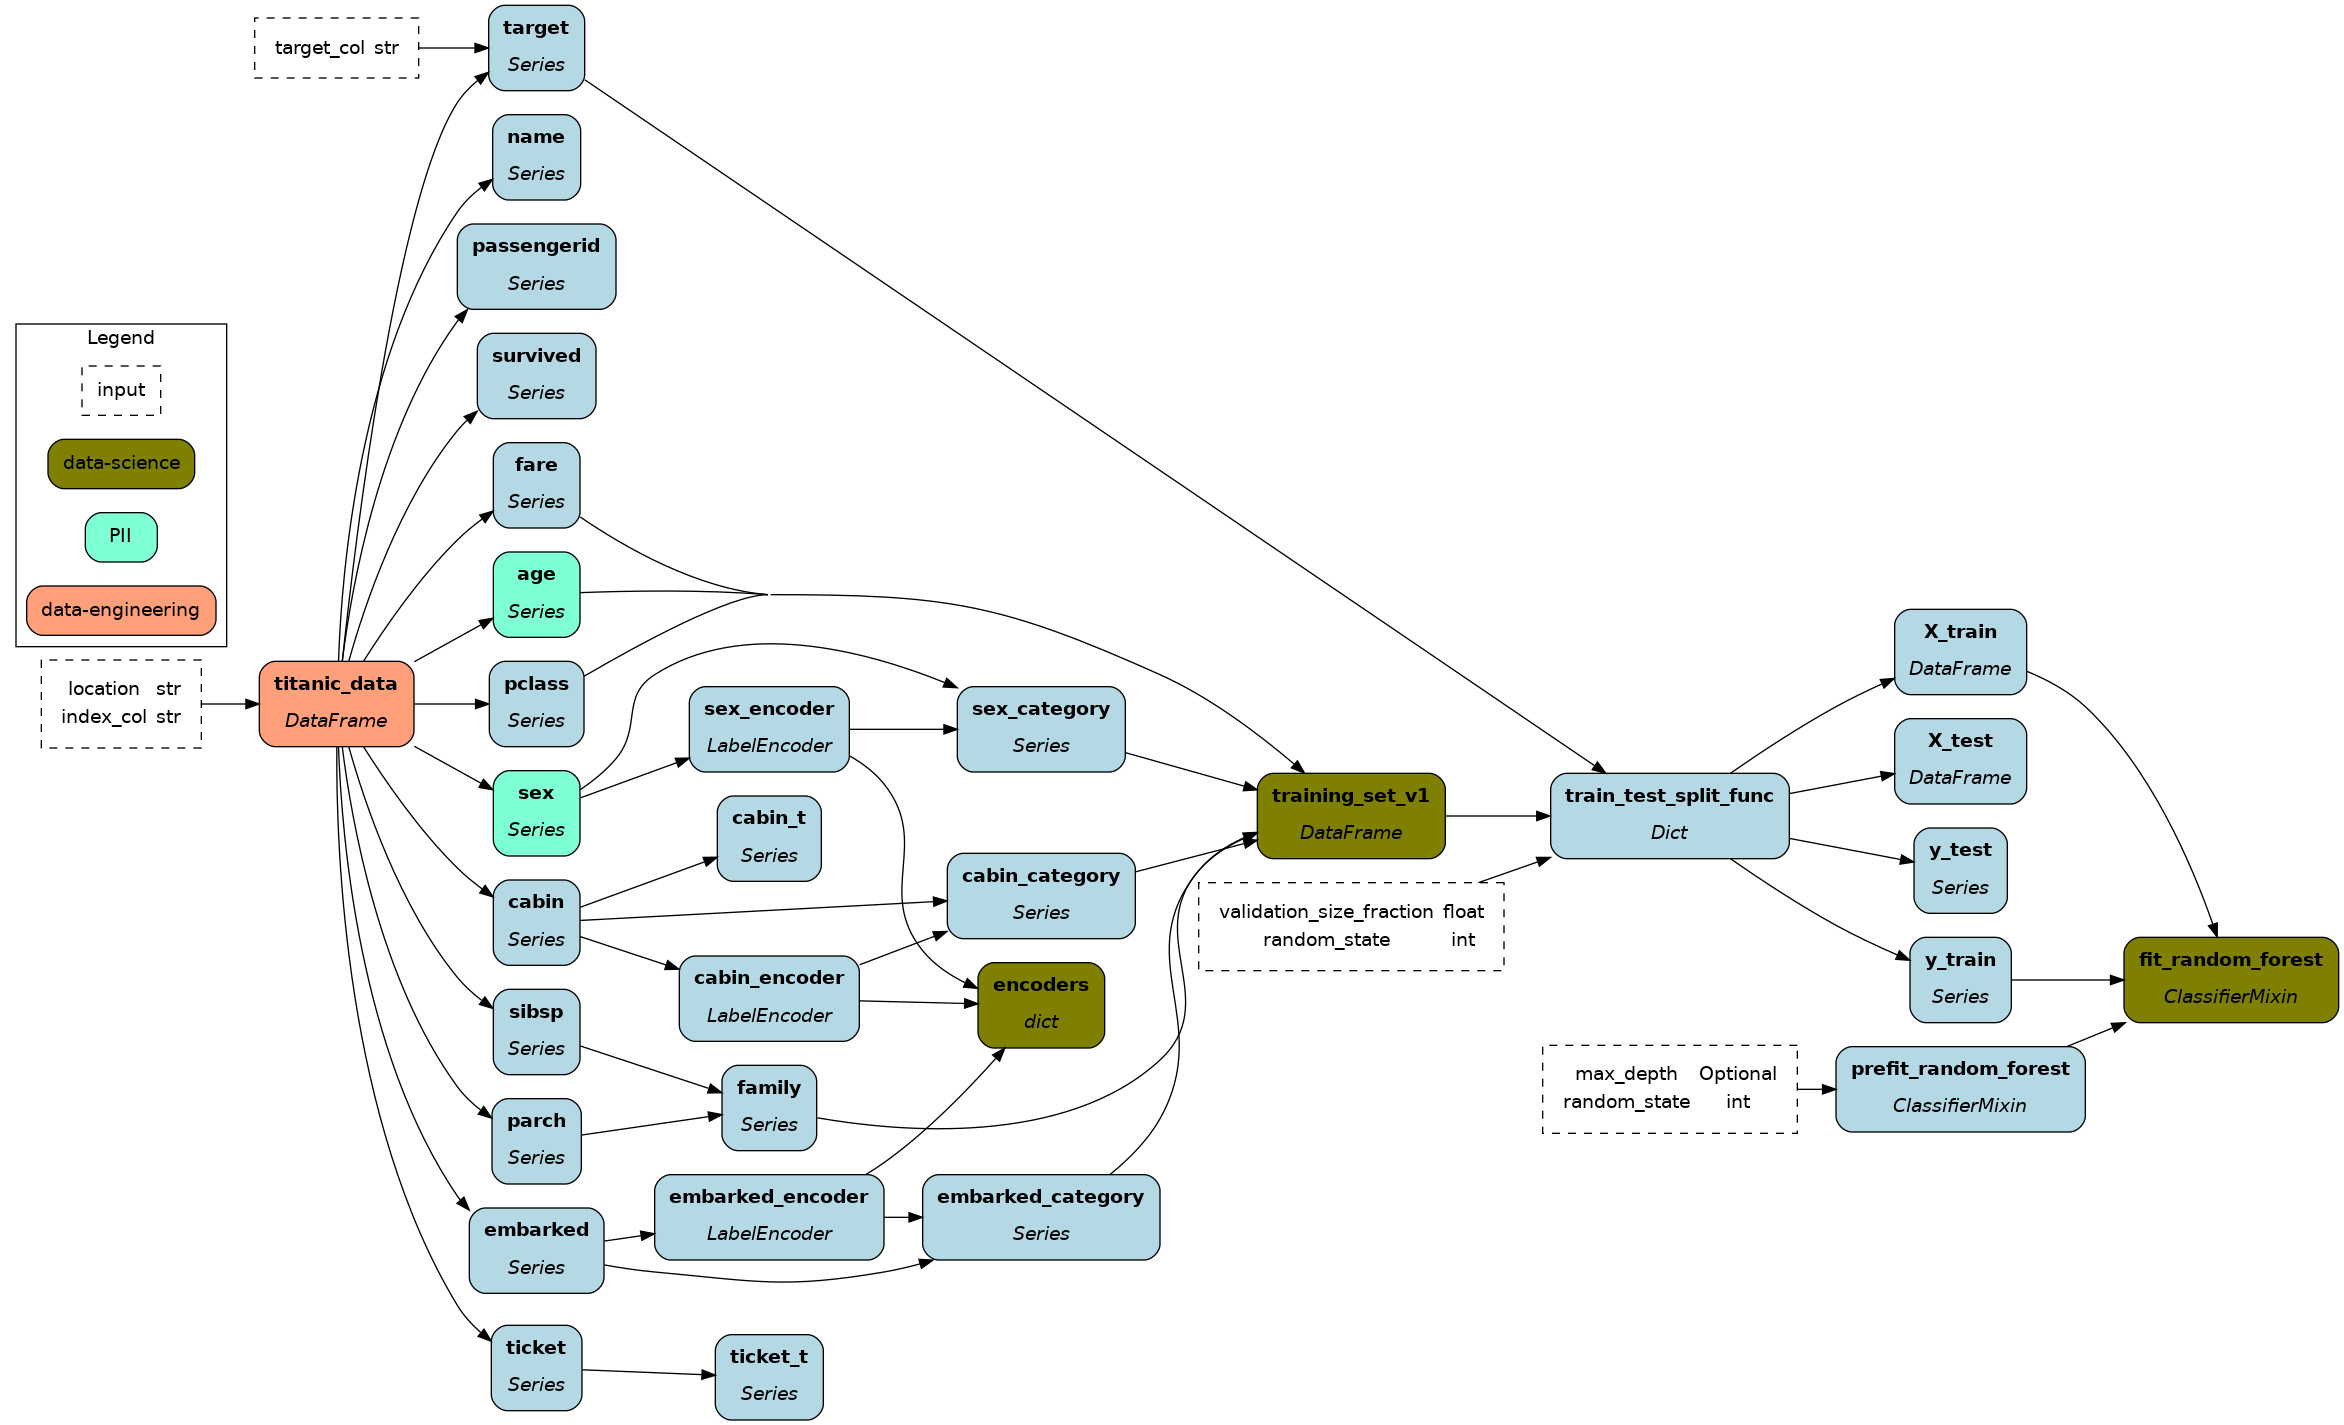 target_col str
target
Series
name
Series
passengerid
Series
survived
Series
Legend
input
data-science
PII
data-engineering
fare
Series
age
Series
location str
index_col str
titanic_data
DataFrame
pclass
Series
sex
Series
cabin
Series
sibsp
Series
parch
Series
embarked
Series
ticket
Series
sex_encoder
LabelEncoder
cabin_t
Series
cabin_encoder
LabelEncoder
family
Series
embarked_encoder
LabelEncoder
ticket_t
Series
sex_category
Series
cabin_category
Series
encoders
dict
embarked_category
Series
training_set_v1
DataFrame
validation_size_fraction float
random_state int
train_test_split_func
Dict
max_depth Optional
random_state int
X_train
DataFrame
X_test
DataFrame
y_test
Series
y_train
Series
prefit_random_forest
ClassifierMixin
fit_random_forest
ClassifierMixin